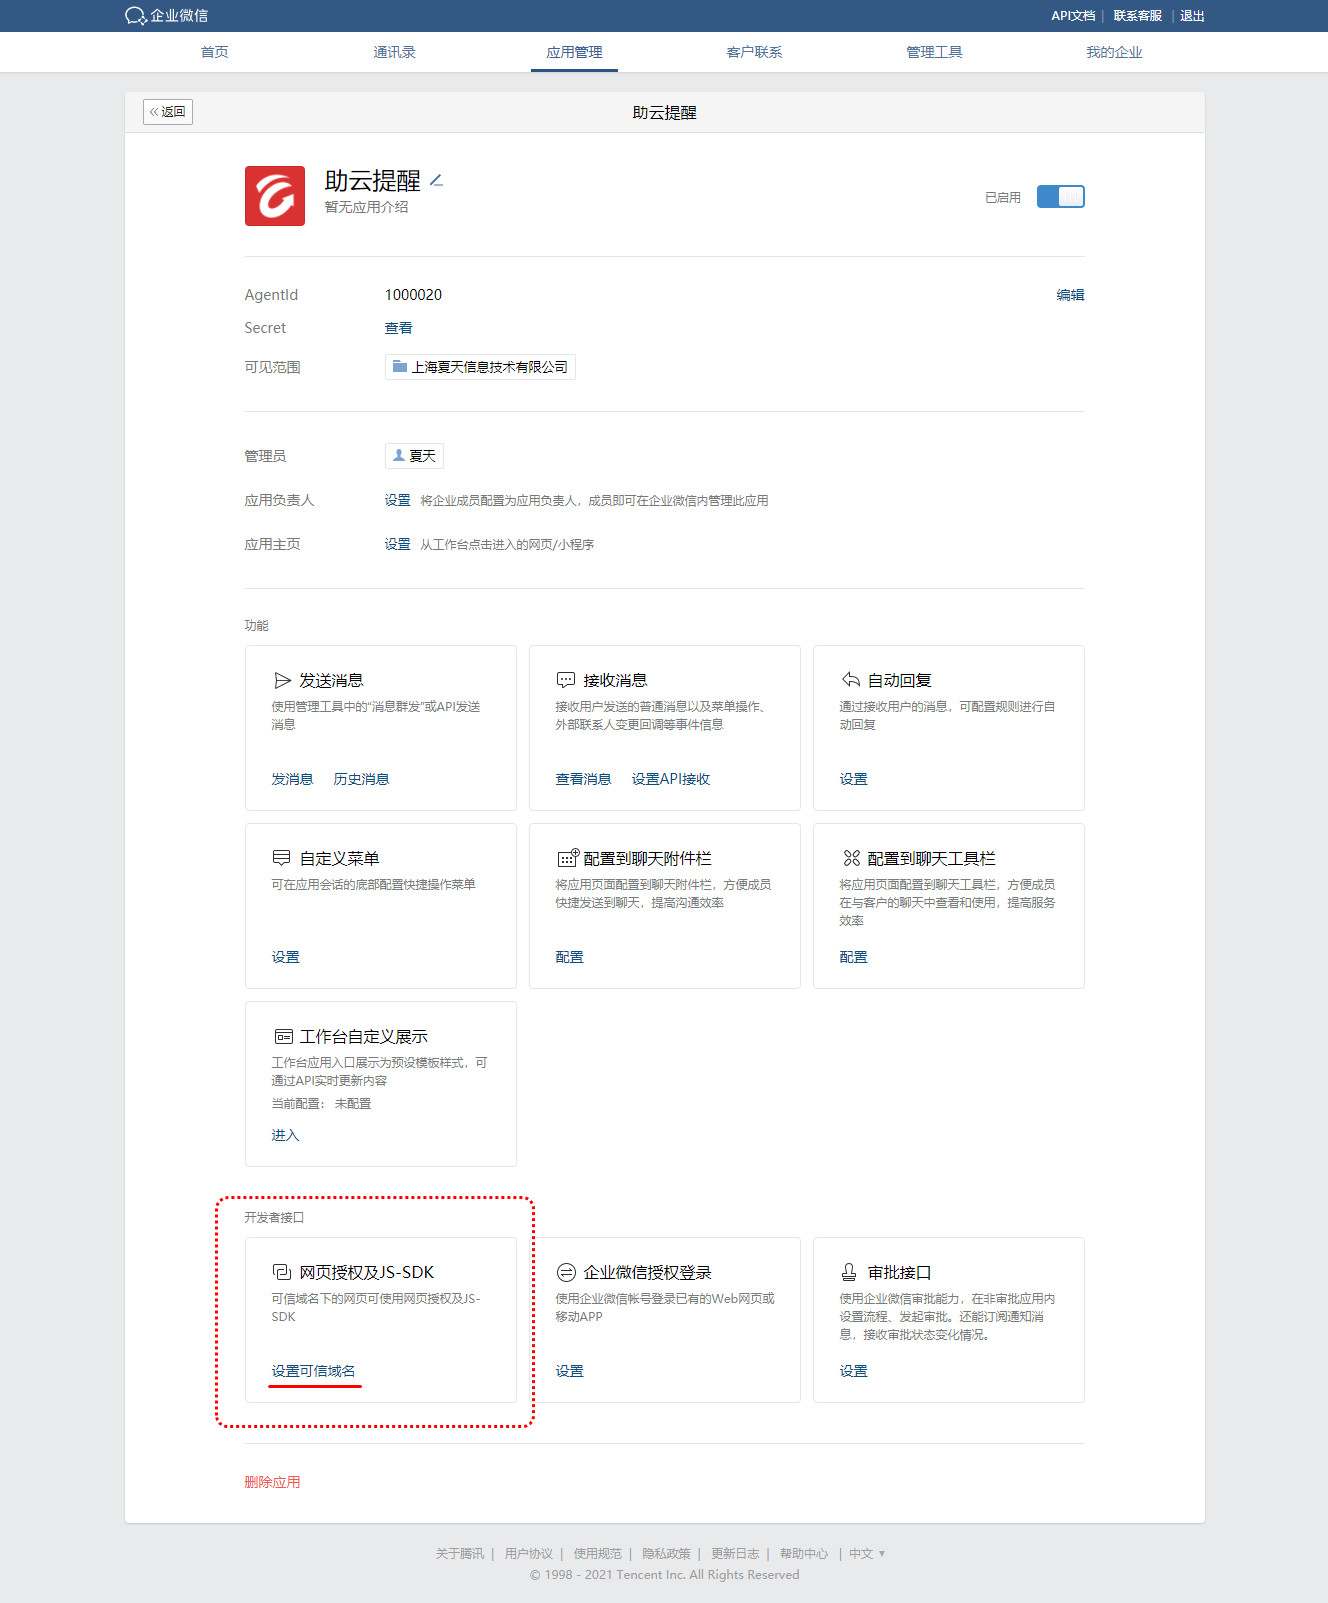 企业微信
API文档 | 联系客服 | 退出
首页 通讯录 应用管理 客户联系 管理工具 我的企业
返回
助云提醒
助云提醒
暂无应用介绍
已启用
AgentId 1000020 编辑
Secret 查看
可见范围 上海夏天信息技术有限公司
管理员 夏天
应用负责人 设置 将企业成员配置为应用负责人，成员即可在企业微信内管理此应用
应用主页 设置 从工作台点击进入的网页/小程序
功能
发送消息
使用管理工具中的“消息群发”或API发送
消息
发消息 历史消息
接收消息
接收用户发送的普通消息以及菜单操作、
外部联系人变更回调等事件信息
查看消息 设置API接收
自动回复
通过接收用户的消息，可配置规则进行自
动回复
设置
自定义菜单
可在应用会话的底部配置快捷操作菜单
设置
配置到聊天附件栏
将应用页面配置到聊天附件栏，方便成员
快捷发送到聊天，提高沟通效率
配置
配置到聊天工具栏
将应用页面配置到聊天工具栏，方便成员
在与客户的聊天中查看和使用，提高服务
效率
配置
工作台自定义展示
工作台应用入口展示为预设模板样式，可
通过API实时更新内容
当前配置： 未配置
进入
开发者接口
网页授权及JS-SDK
可信域名下的网页可使用网页授权及JS-
SDK
设置可信域名
企业微信授权登录
使用企业微信帐号登录已有的Web网页或
移动APP
设置
审批接口
使用企业微信审批能力，在非审批应用内
设置流程、发起审批。还能订阅通知消
息，接收审批状态变化情况。
设置
删除应用
关于腾讯 | 用户协议 | 使用规范 | 隐私政策 | 更新日志 | 帮助中心 | 中文
© 1998 - 2021 Tencent Inc. All Rights Reserved